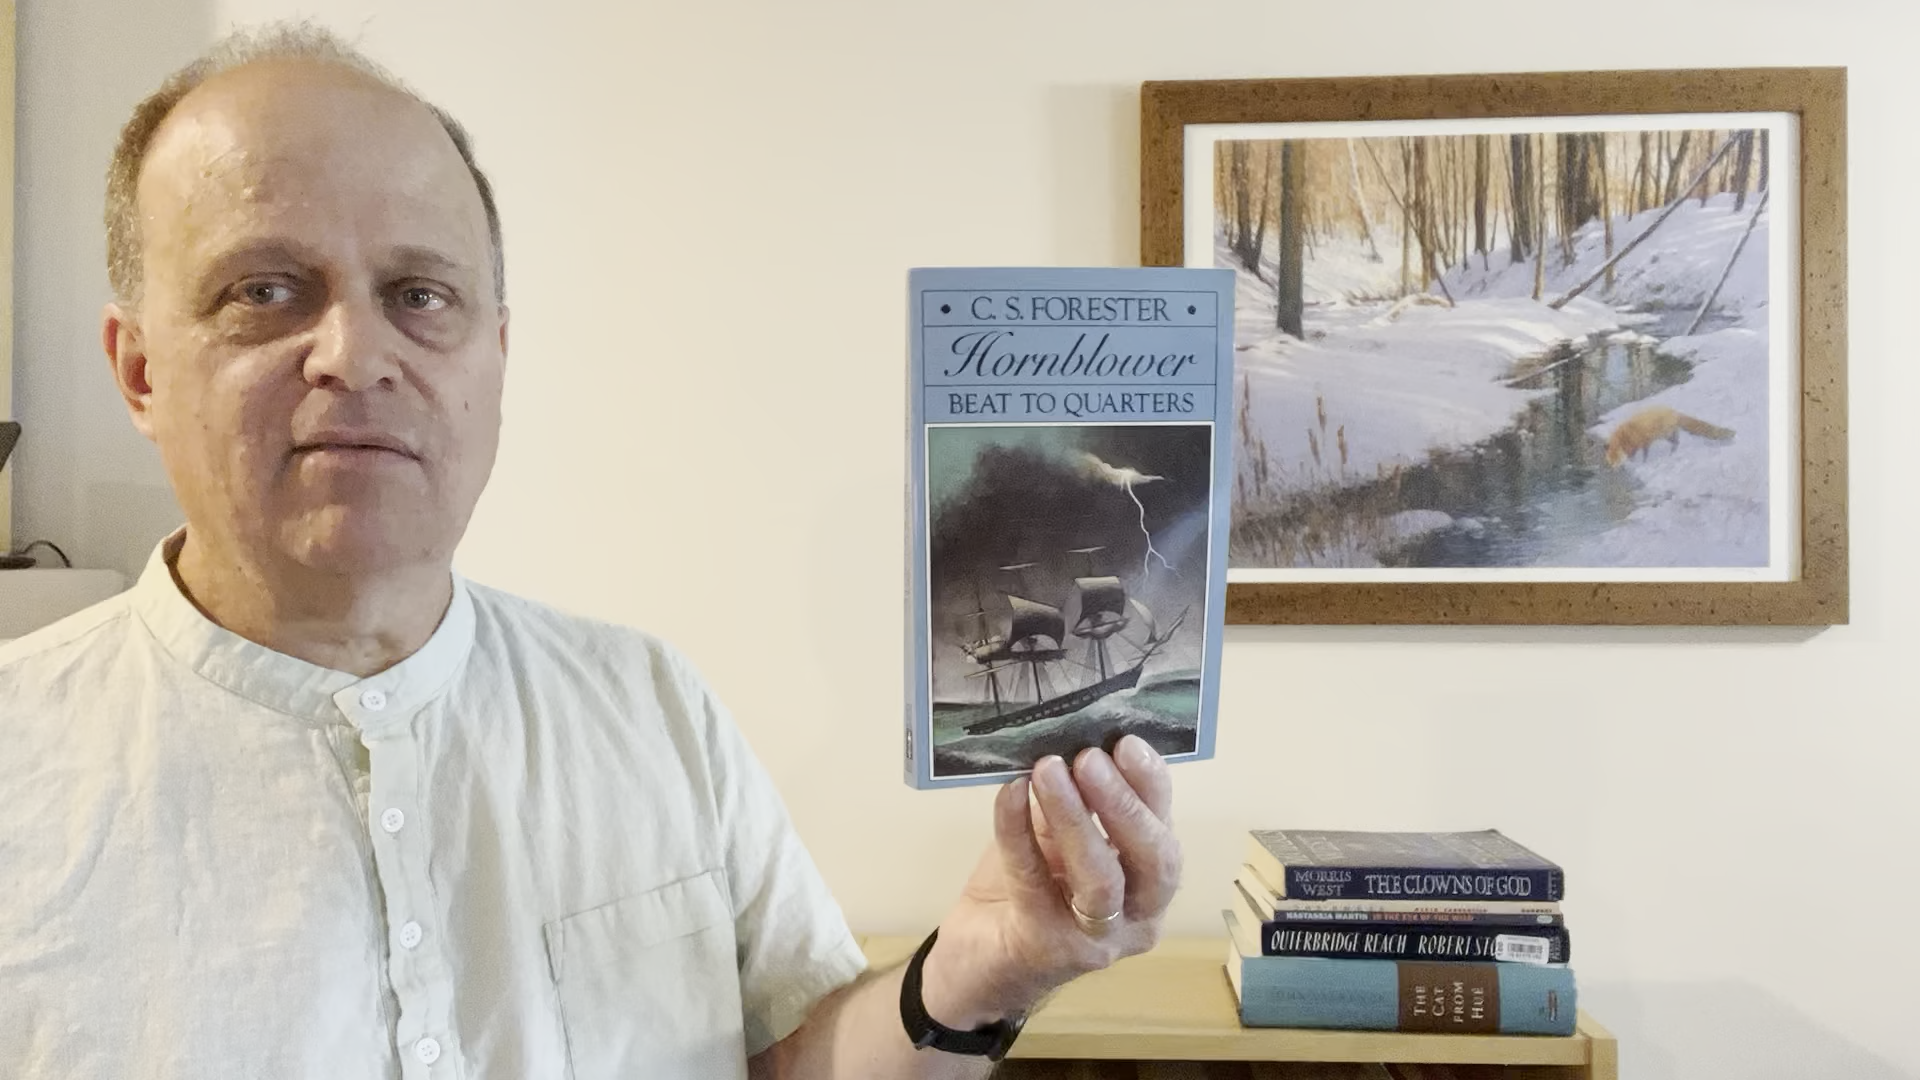 • C. S. FORESTER •
Hornblower
BEAT TO QUARTERS
MORRIS WEST THE CLOWNS OF GOD
NASTASSJA MARTIN IN THE EYE OF THE WILD
OUTERBRIDGE REACH ROBERT STO
THE CAT FROM HUÉ